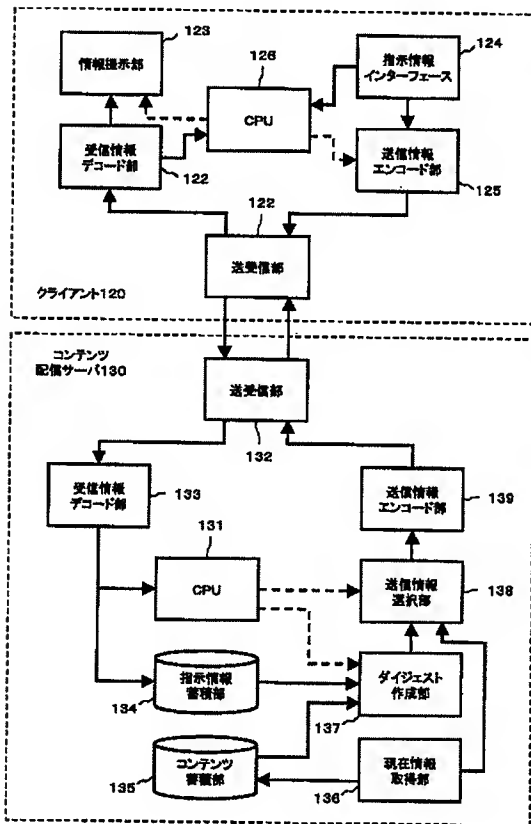 123
情報提示部
126
CPU
124
指示情報
インターフェース
受信情報
デコード部
122
送信情報
エンコード部
125
122
送受信部
クライアント120
コンテンツ
配信サーバ130
送受信部
132
受信情報
デコード部
133
送信情報
エンコード部
139
131
CPU
送信情報
選択部
138
指示情報
蓄積部
134
ダイジェスト
作成部
137
コンテンツ
蓄積部
135
現在情報
取得部
136